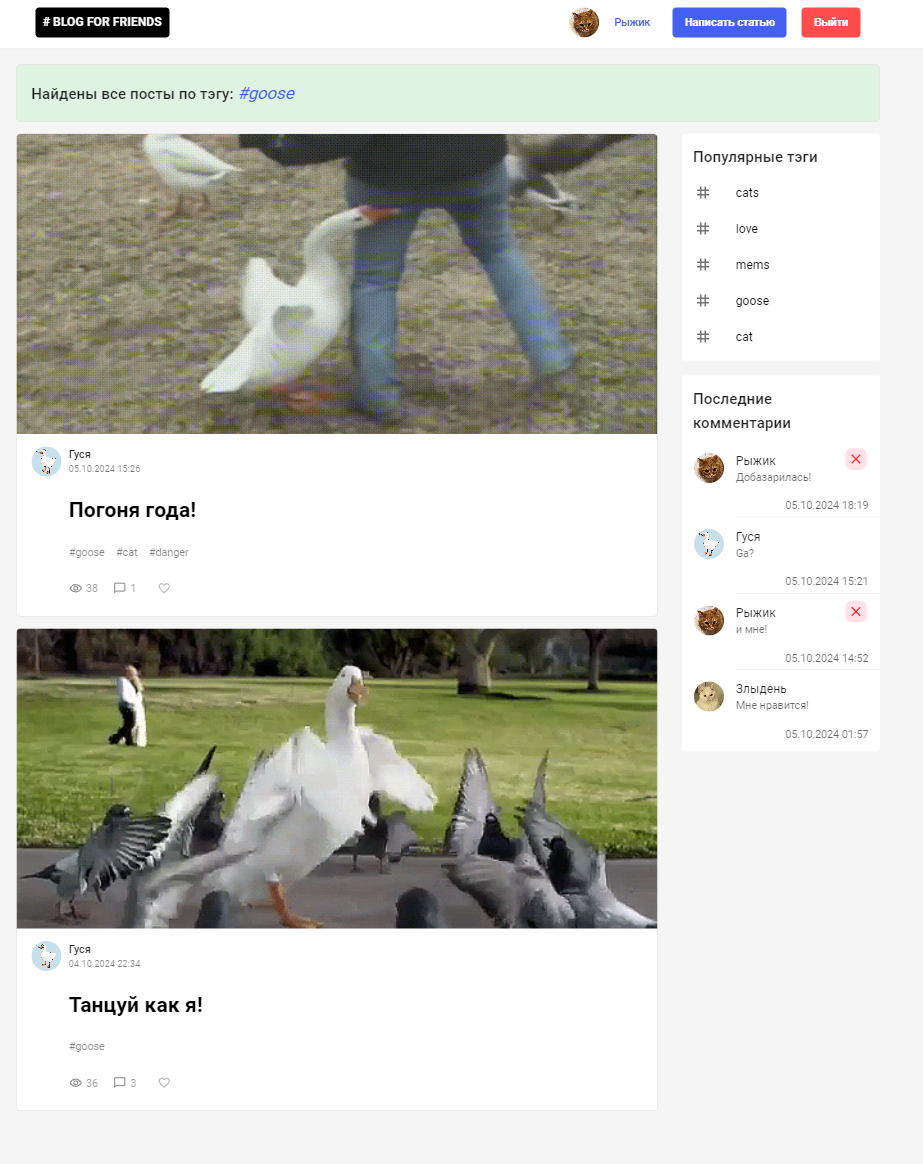 # BLOG FOR FRIENDS
Рыжик
Написать статью
Выйти
Найдены все посты по тэгу: #goose
Гуся
05.10.2024 15:26
Погоня года!
#goose #cat #danger
38 1
Гуся
04.10.2024 22:34
Танцуй как я!
#goose
36 3
Популярные тэги
# cats
# love
# mems
# goose
# cat
Последние
комментарии
Рыжик
Добазарилась!
05.10.2024 18:19
Гуся
Ga?
05.10.2024 15:21
Рыжик
и мне!
05.10.2024 14:52
Злыдень
Мне нравится!
05.10.2024 01:57